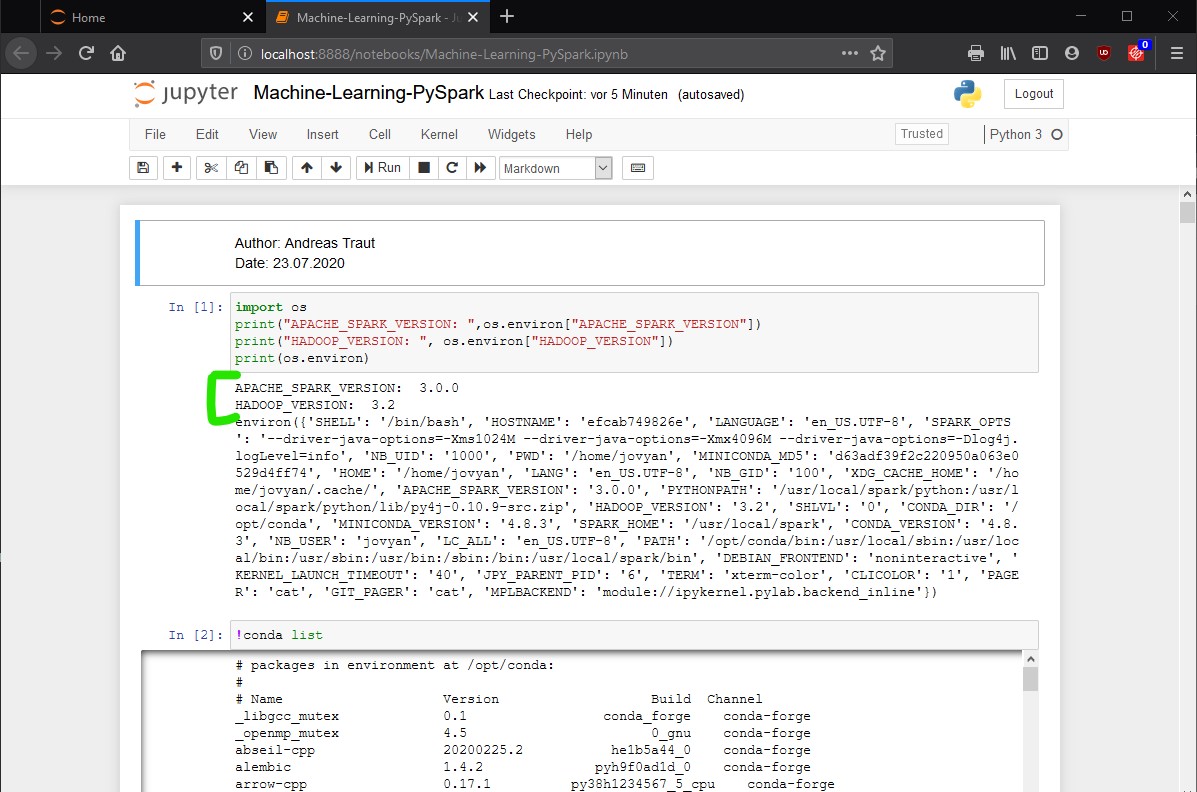 Home
Machine-Learning-PySpark - Ju
localhost:8888/notebooks/Machine-Learning-PySpark.ipynb
0
jupyter Machine-Learning-PySpark Last Checkpoint: vor 5 Minuten (autosaved)
Logout
File Edit View Insert Cell Kernel Widgets Help
Trusted
Python 3
Run
Markdown
Author: Andreas Traut
Date: 23.07.2020
In [1]: import os
print("APACHE_SPARK_VERSION: ",os.environ["APACHE_SPARK_VERSION"])
print("HADOOP_VERSION: ", os.environ["HADOOP_VERSION"])
print(os.environ)
APACHE_SPARK_VERSION:  3.0.0
HADOOP_VERSION:  3.2
environ({'SHELL': '/bin/bash', 'HOSTNAME': 'efcab749826e', 'LANGUAGE': 'en_US.UTF-8', 'SPARK_OPTS
': '--driver-java-options=-Xms1024M --driver-java-options=-Xmx4096M --driver-java-options=-Dlog4j.
logLevel=info', 'NB_UID': '1000', 'PWD': '/home/jovyan', 'MINICONDA_MD5': 'd63adf39f2c220950a063e0
529d4ff74', 'HOME': '/home/jovyan', 'LANG': 'en_US.UTF-8', 'NB_GID': '100', 'XDG_CACHE_HOME': '/ho
me/jovyan/.cache/', 'APACHE_SPARK_VERSION': '3.0.0', 'PYTHONPATH': '/usr/local/spark/python:/usr/l
ocal/spark/python/lib/py4j-0.10.9-src.zip', 'HADOOP_VERSION': '3.2', 'SHLVL': '0', 'CONDA_DIR': '/
opt/conda', 'MINICONDA_VERSION': '4.8.3', 'SPARK_HOME': '/usr/local/spark', 'CONDA_VERSION': '4.8.
3', 'NB_USER': 'jovyan', 'LC_ALL': 'en_US.UTF-8', 'PATH': '/opt/conda/bin:/usr/local/sbin:/usr/loc
al/bin:/usr/sbin:/usr/bin:/sbin:/bin:/usr/local/spark/bin', 'DEBIAN_FRONTEND': 'noninteractive', '
KERNEL_LAUNCH_TIMEOUT': '40', 'JPY_PARENT_PID': '6', 'TERM': 'xterm-color', 'CLICOLOR': '1', 'PAGE
R': 'cat', 'GIT_PAGER': 'cat', 'MPLBACKEND': 'module://ipykernel.pylab.backend_inline'})
In [2]: !conda list
# packages in environment at /opt/conda:
#
# Name Version Build Channel
_libgcc_mutex 0.1 conda_forge conda-forge
_openmp_mutex 4.5 0_gnu conda-forge
abseil-cpp 20200225.2 he1b5a44_0 conda-forge
alembic 1.4.2 pyh9f0ad1d_0 conda-forge
arrow-cpp 0.17.1 py38h1234567_5_cpu conda-forge